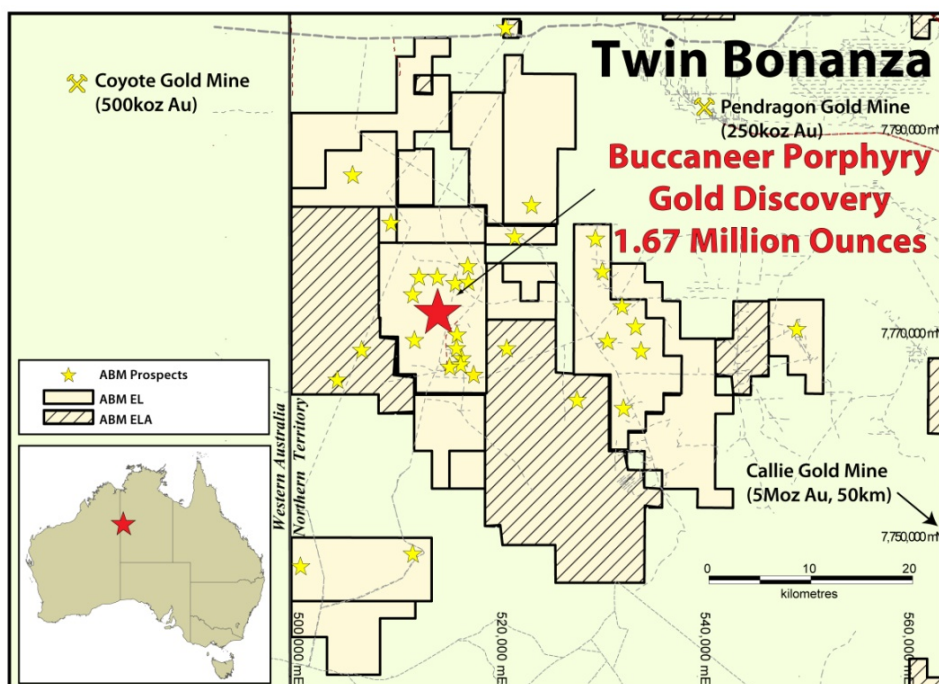 Twin Bonanza
Coyote Gold Mine
(500koz Au)
Pendragon Gold Mine
(250koz Au)
7,790,000 m
Buccaneer Porphyry
Gold Discovery
1.67 Million Ounces
7,770,000 m
ABM Prospects
ABM EL
ABM ELA
Western Australia
Northern Territory
Callie Gold Mine
(5Moz Au, 50km)
7,750,000 m
0 10 20
kilometres
500,000 mE
520,000 mE
540,000 mE
560,000 mE